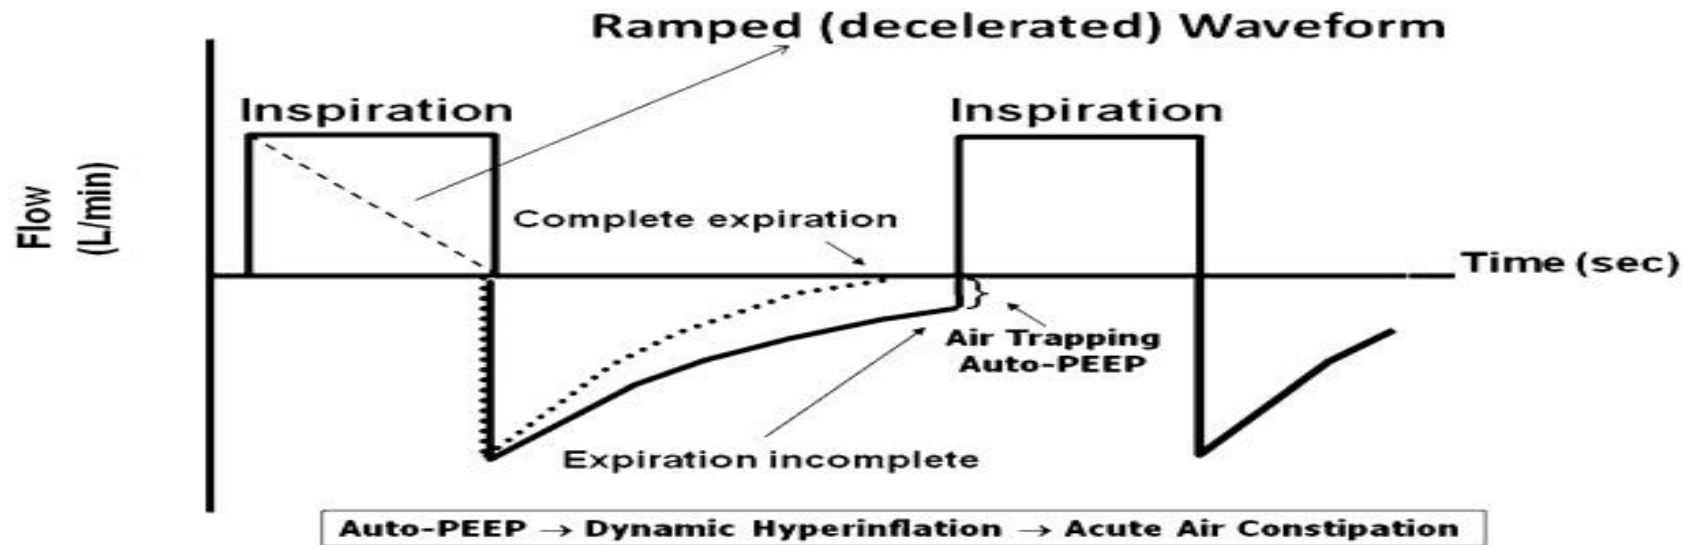 Ramped (decelerated) Waveform
Inspiration
Inspiration
Flow
(L/min)
Complete expiration
Time (sec)
Air Trapping
Auto-PEEP
Expiration incomplete
Auto-PEEP → Dynamic Hyperinflation → Acute Air Constipation